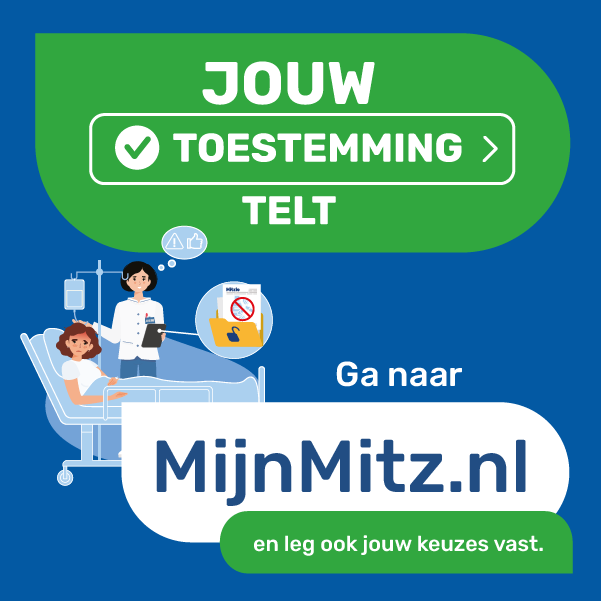 JOUW
TOESTEMMING
TELT
Ga naar
MijnMitz.nl
en leg ook jouw keuzes vast.